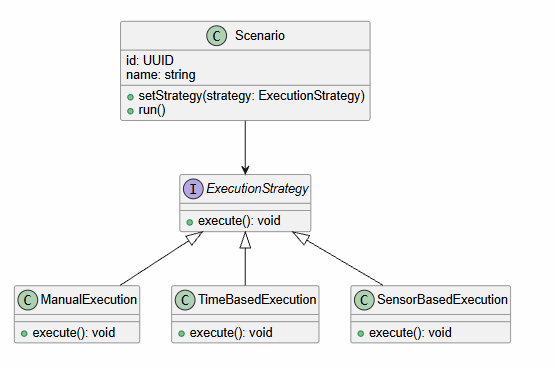 C Scenario
id: UUID
name: string
setStrategy(strategy: ExecutionStrategy)
run()
I ExecutionStrategy
execute(): void
C ManualExecution
execute(): void
C TimeBasedExecution
execute(): void
C SensorBasedExecution
execute(): void